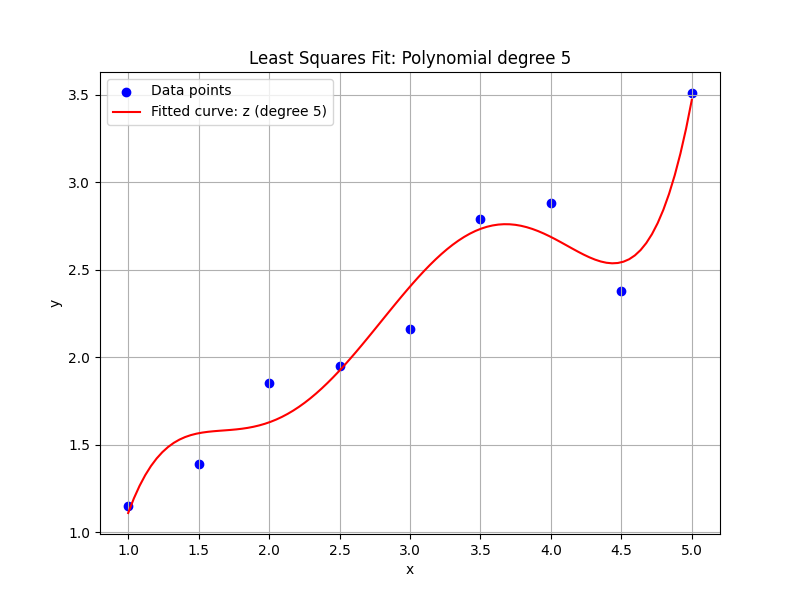 Least Squares Fit: Polynomial degree 5
Data points
Fitted curve: z (degree 5)
3.5
3.0
2.5
2.0
1.5
1.0
y
1.0 1.5 2.0 2.5 3.0 3.5 4.0 4.5 5.0
x